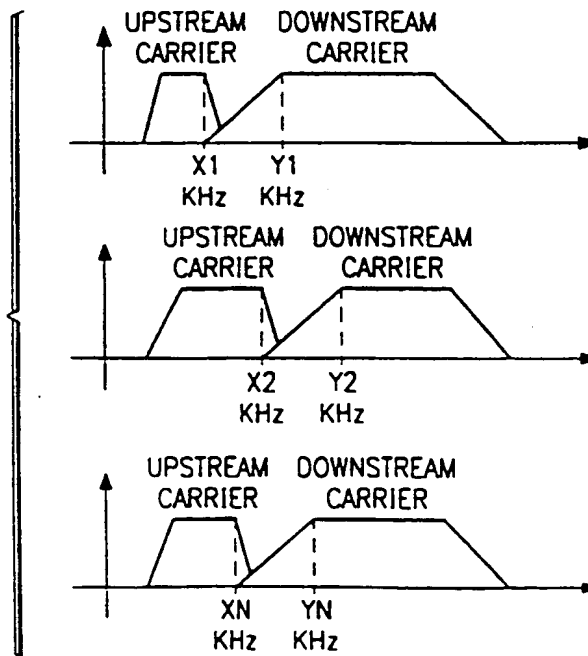 UPSTREAM DOWNSTREAM
CARRIER CARRIER
X1 Y1
KHz KHz
UPSTREAM DOWNSTREAM
CARRIER CARRIER
X2 Y2
KHz KHz
UPSTREAM DOWNSTREAM
CARRIER CARRIER
XN YN
KHz KHz